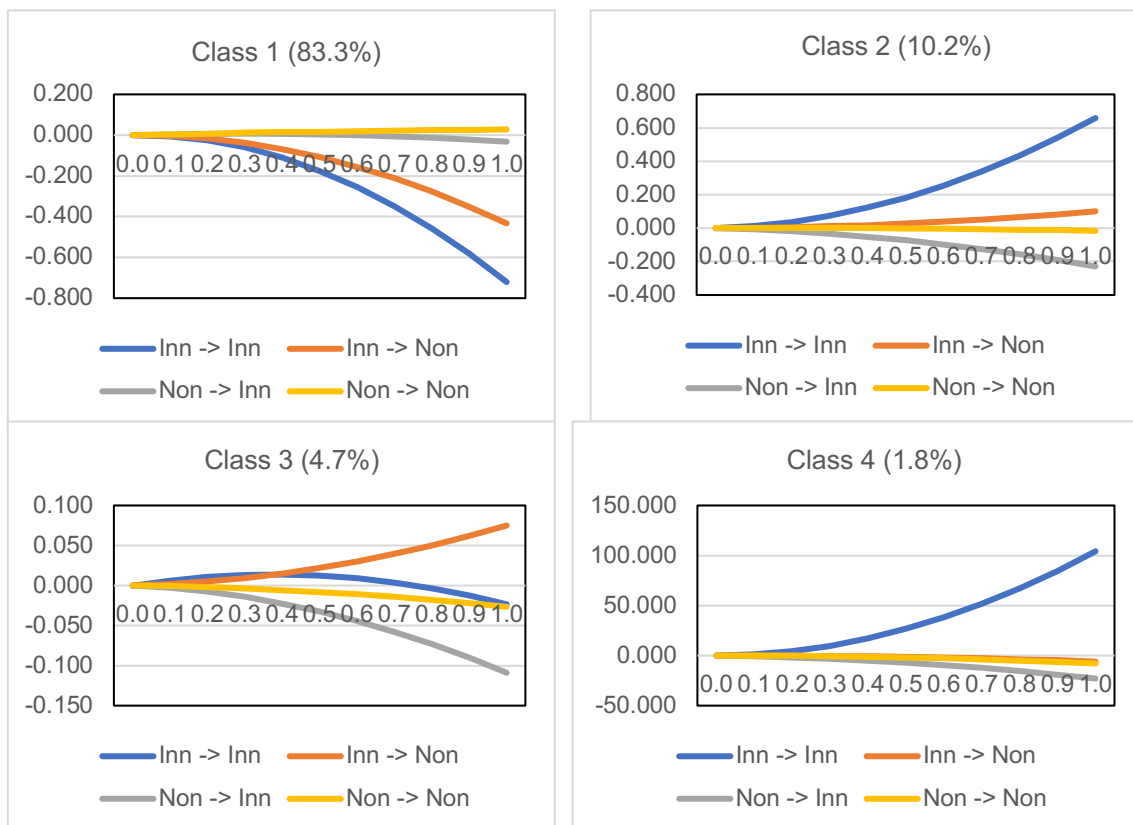 Class 1 (83.3%)
0.200
0.000
-0.200
-0.400
-0.600
-0.800
0.0 0.1 0.2 0.3 0.4 0.5 0.6 0.7 0.8 0.9 1.0
Inn -> Inn Inn -> Non
Non -> Inn Non -> Non
Class 2 (10.2%)
0.800
0.600
0.400
0.200
0.000
-0.200
-0.400
0.0 0.1 0.2 0.3 0.4 0.5 0.6 0.7 0.8 0.9 1.0
Inn -> Inn Inn -> Non
Non -> Inn Non -> Non
Class 3 (4.7%)
0.100
0.050
0.000
-0.050
-0.100
-0.150
0.0 0.1 0.2 0.3 0.4 0.5 0.6 0.7 0.8 0.9 1.0
Inn -> Inn Inn -> Non
Non -> Inn Non -> Non
Class 4 (1.8%)
150.000
100.000
50.000
0.000
-50.000
0.0 0.1 0.2 0.3 0.4 0.5 0.6 0.7 0.8 0.9 1.0
Inn -> Inn Inn -> Non
Non -> Inn Non -> Non